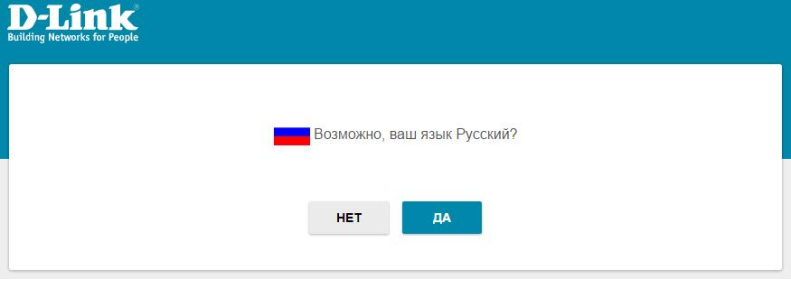 D-Link
Building Networks for People
Возможно, ваш язык Русский?
НЕТ ДА